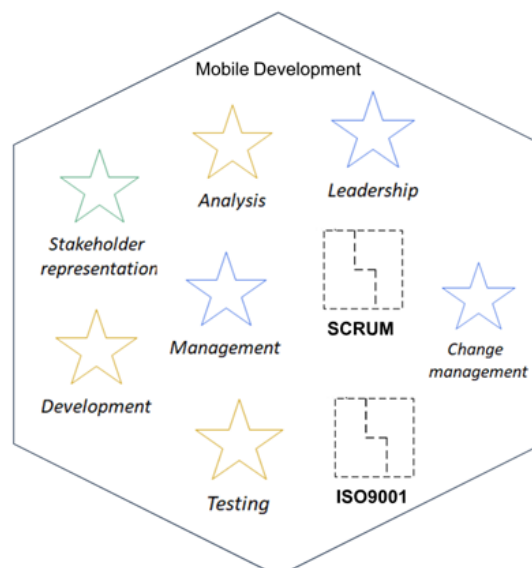 Mobile Development
Analysis
Leadership
Stakeholder
representation
SCRUM
Management
Change
management
Development
Testing
ISO9001